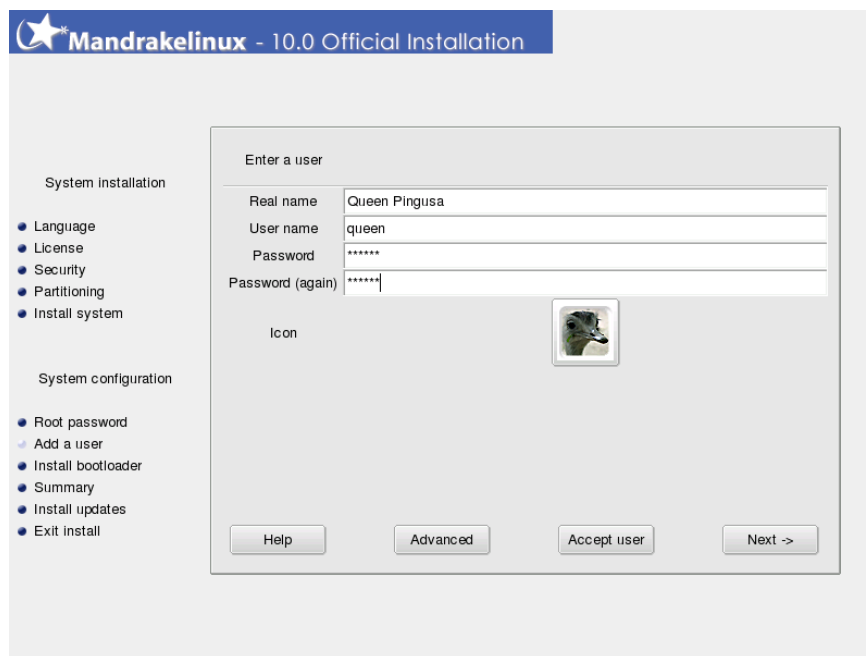 Mandrakelinux - 10.0 Official Installation
System installation
Language
License
Security
Partitioning
Install system
System configuration
Root password
Add a user
Install bootloader
Summary
Install updates
Exit install
Enter a user
Real name Queen Pingusa
User name queen
Password ******
Password (again) ******
Icon
Help Advanced Accept user Next ->